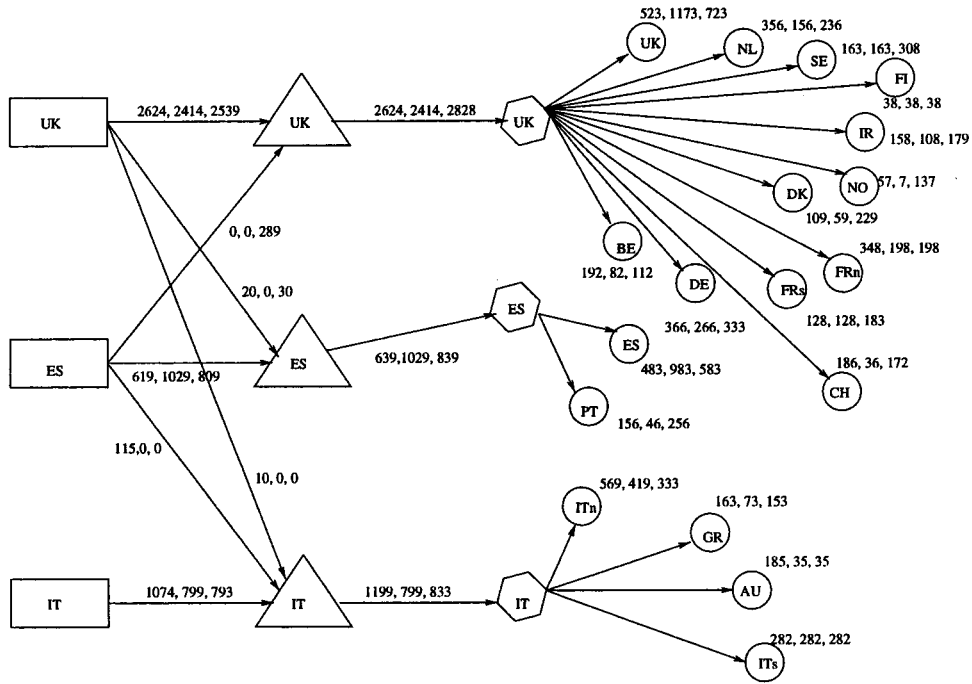 523, 1173, 723
356, 156, 236
UK
NL
163, 163, 308
SE
FI
38, 38, 38
2624, 2414, 2539
2624, 2414, 2828
UK
UK
UK
IR
158, 108, 179
57, 7, 137
NO
DK
109, 59, 229
0, 0, 289
BE
348, 198, 198
192, 82, 112
FRn
DE
FRs
20, 0, 30
366, 266, 333
128, 128, 183
ES
639,1029, 839
ES
ES
ES
619, 1029, 809
483, 983, 583
186, 36, 172
CH
PT
156, 46, 256
115,0, 0
10, 0, 0
569, 419, 333
ITn
163, 73, 153
GR
185, 35, 35
1074, 799, 793
1199, 799, 833
AU
IT
IT
IT
282, 282, 282
ITs